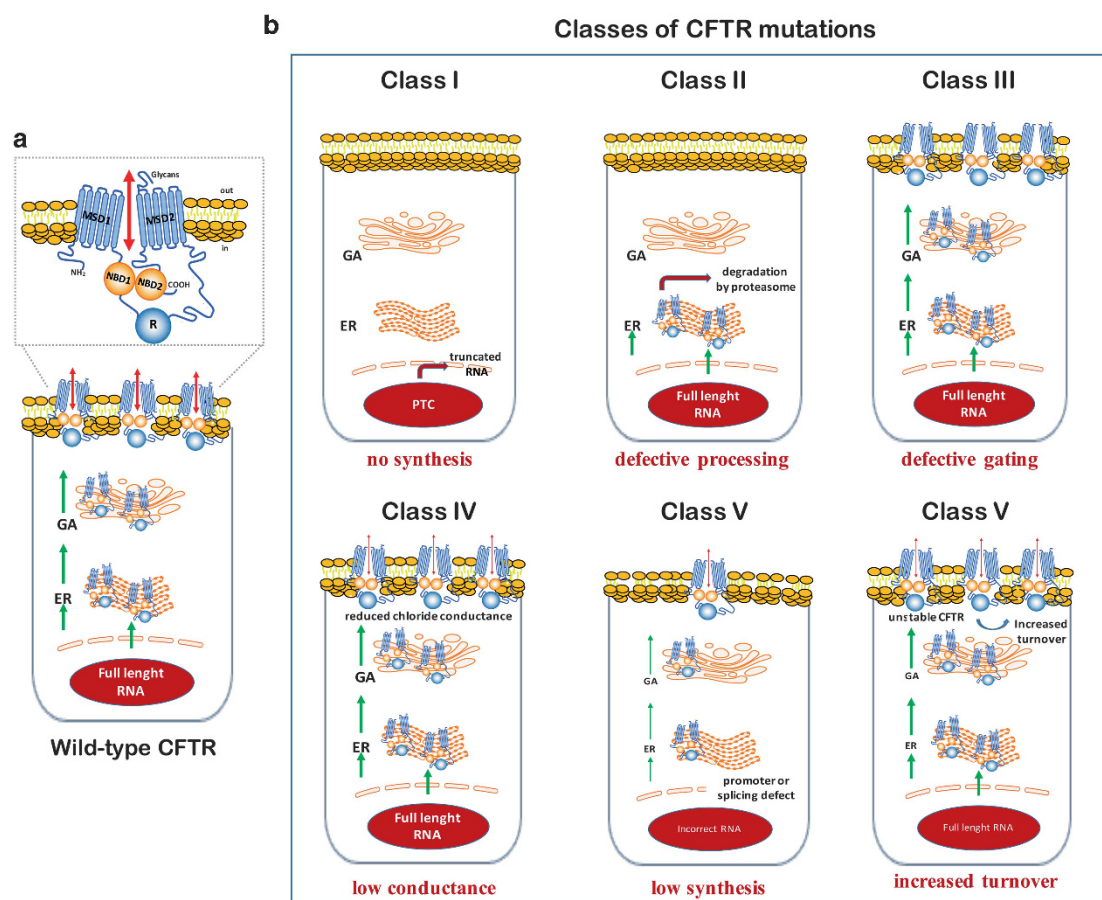 a
Glycans
out
MSD1
MSD2
in
NH₂
NBD1
NBD2
COOH
R
GA
ER
Full lenght
RNA
Wild-type CFTR
b
Classes of CFTR mutations
Class I
GA
ER
truncated
RNA
PTC
no synthesis
Class II
GA
degradation
by proteasome
ER
Full lenght
RNA
defective processing
Class III
GA
ER
Full lenght
RNA
defective gating
Class IV
reduced chloride conductance
GA
ER
Full lenght
RNA
low conductance
Class V
GA
ER
promoter or
splicing defect
Incorrect RNA
low synthesis
Class V
unstable CFTR
Increased
turnover
GA
ER
Full lenght RNA
increased turnover